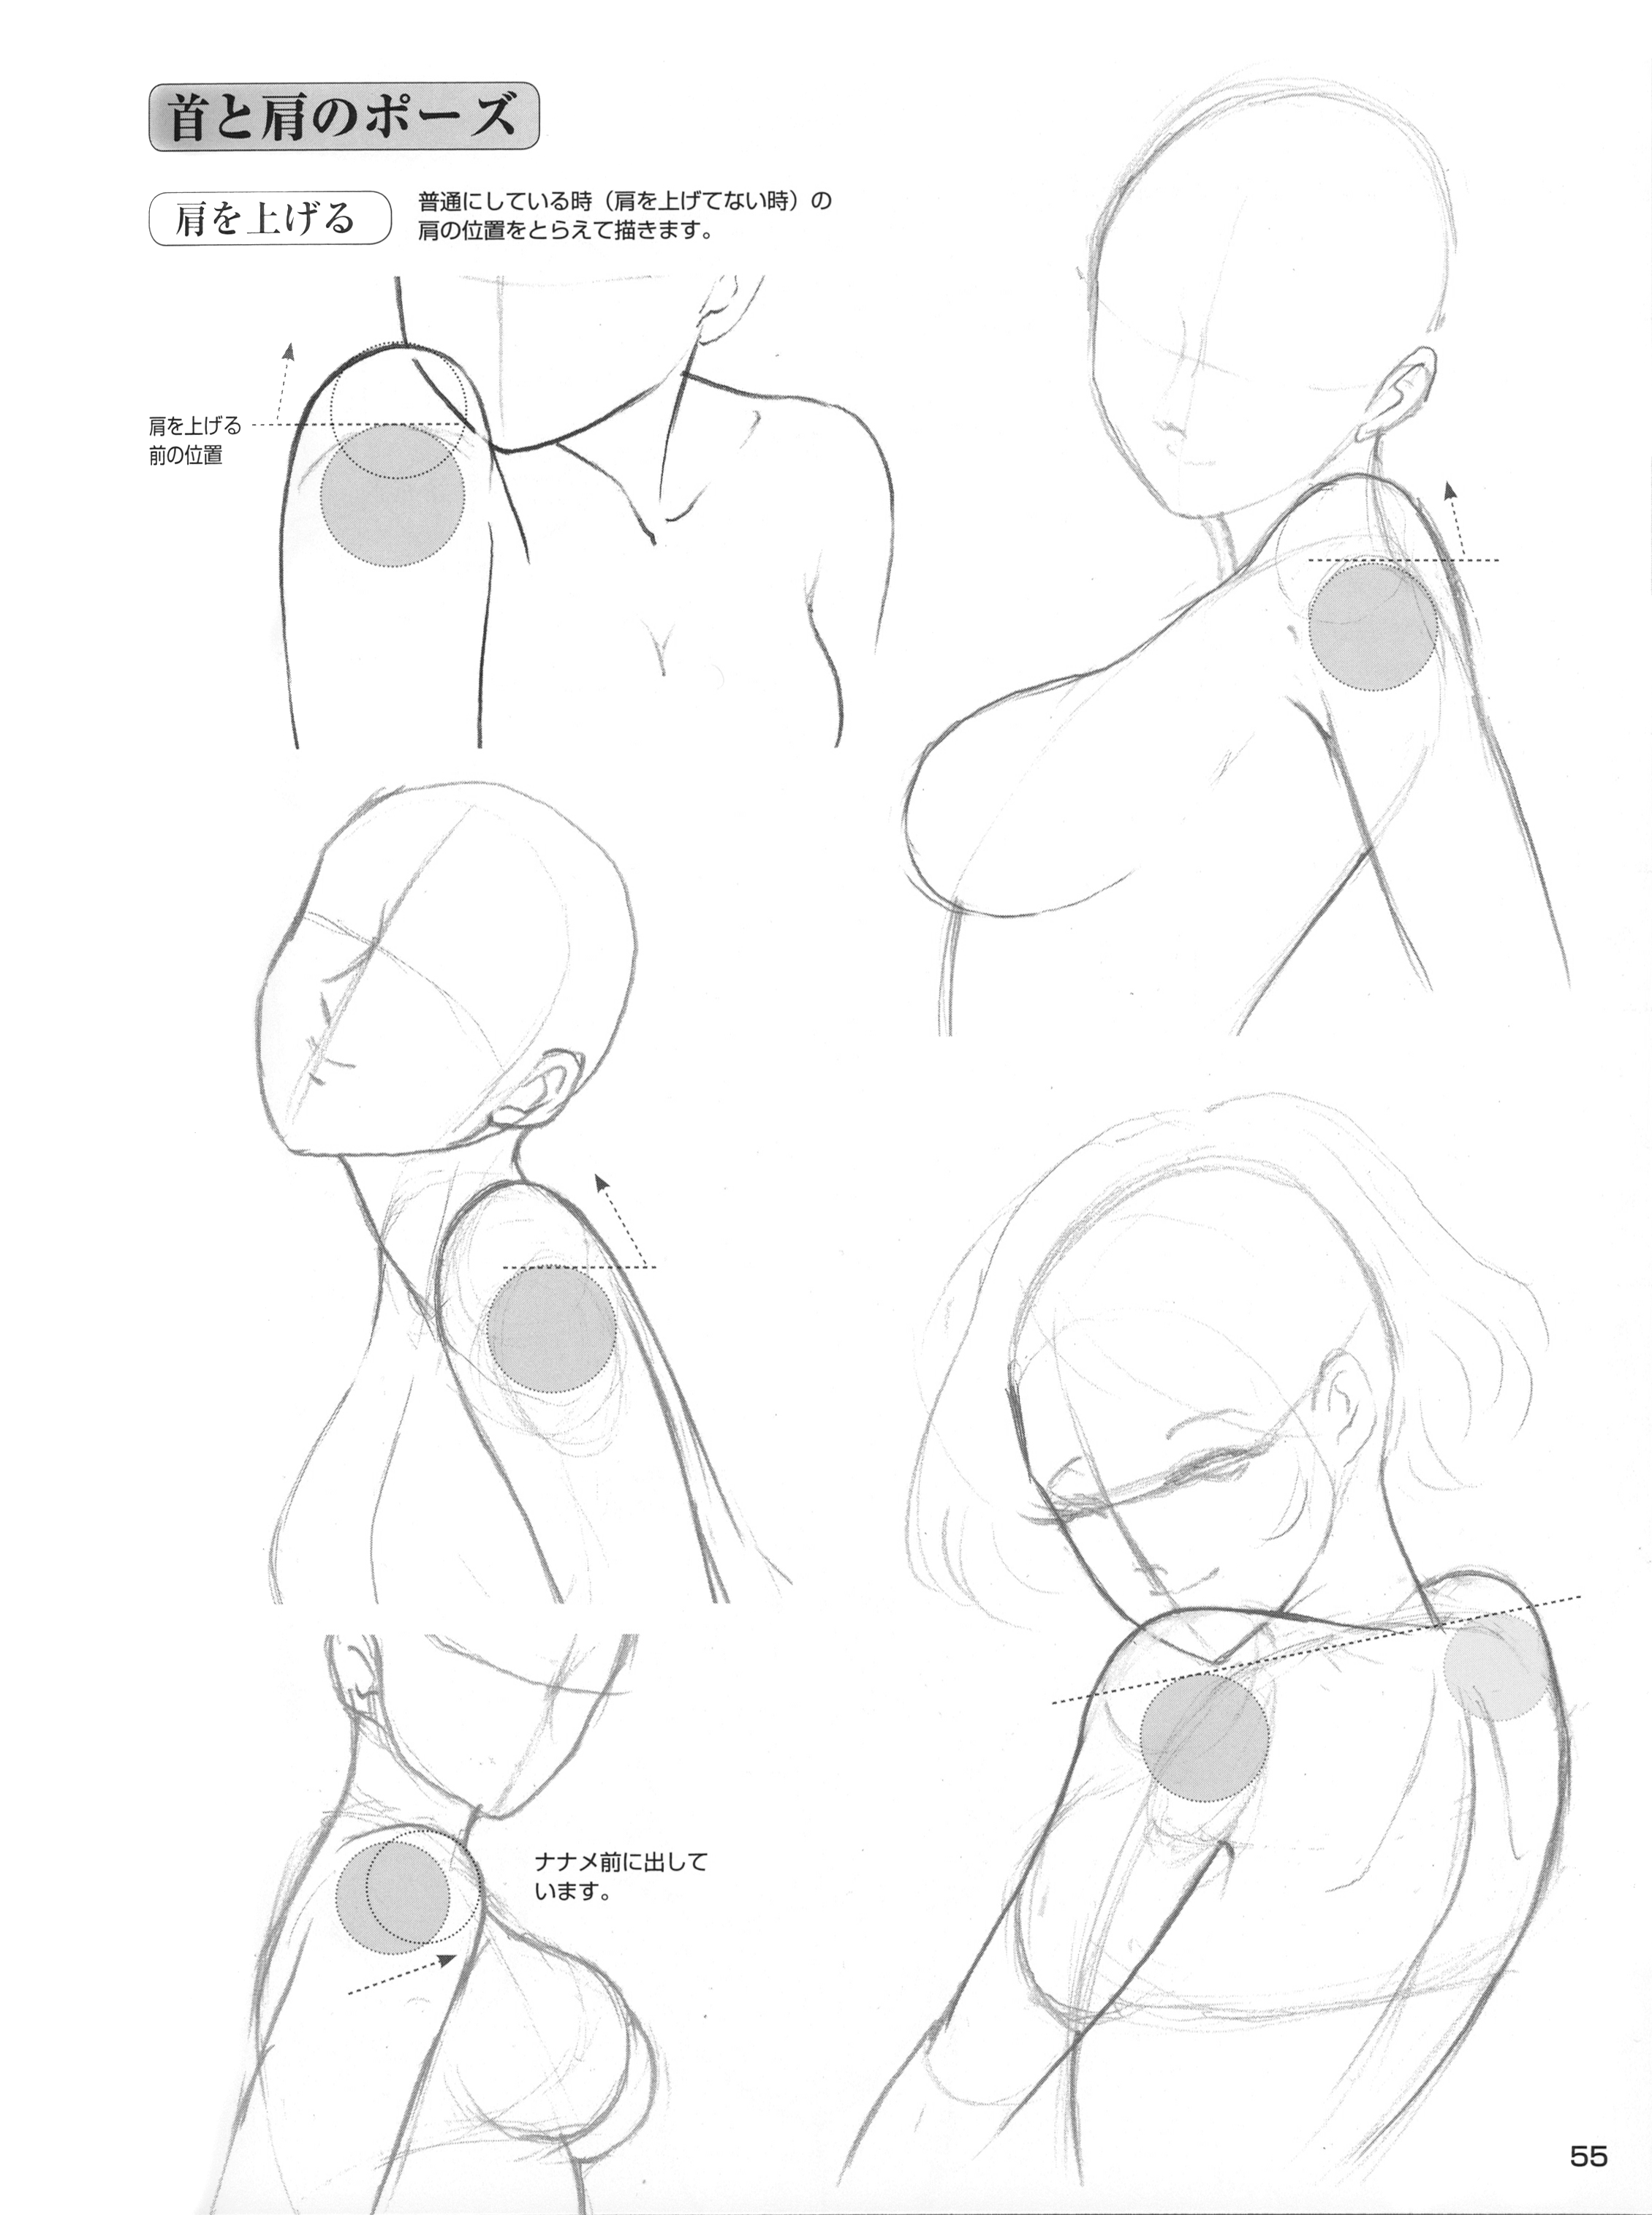 首と肩のポーズ
肩を上げる
普通にしている時（肩を上げてない時）の
肩の位置をとらえて描きます。
肩を上げる
前の位置
ナナメ前に出して
います。
55